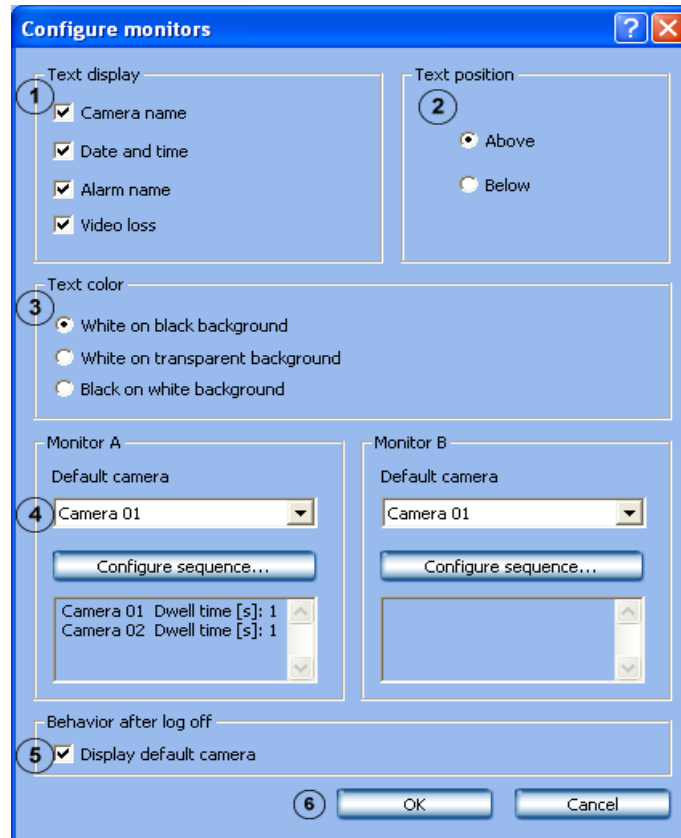 Configure monitors
Text display
1
Camera name
Date and time
Alarm name
Video loss
Text position
2
Above
Below
Text color
3
White on black background
White on transparent background
Black on white background
Monitor A
Default camera
4
Camera 01
Configure sequence...
Camera 01 Dwell time [s]: 1
Camera 02 Dwell time [s]: 1
Monitor B
Default camera
Camera 01
Configure sequence...
Behavior after log off
5
Display default camera
6
OK
Cancel